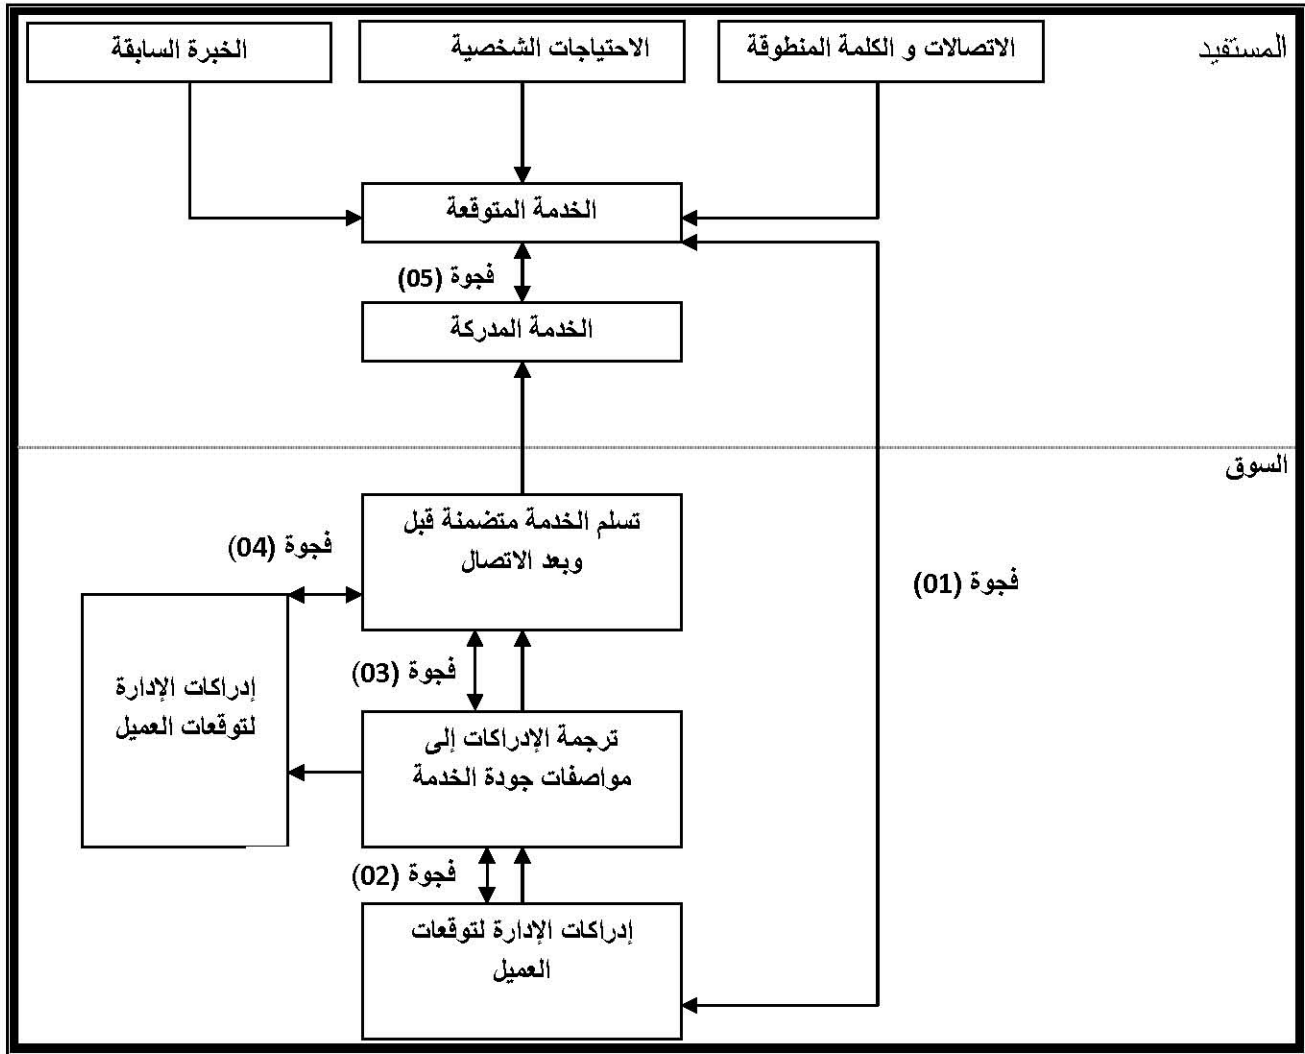 المستفيد
الاتصالات و الكلمة المنطوقة
الاحتياجات الشخصية
الخبرة السابقة
الخدمة المتوقعة
فجوة (05)
الخدمة المدركة
السوق
تسلم الخدمة متضمنة قبل
وبعد الاتصال
فجوة (04)
فجوة (01)
فجوة (03)
إدراكات الإدارة
لتوقعات العميل
ترجمة الإدراكات إلى
مواصفات جودة الخدمة
فجوة (02)
إدراكات الإدارة لتوقعات
العميل